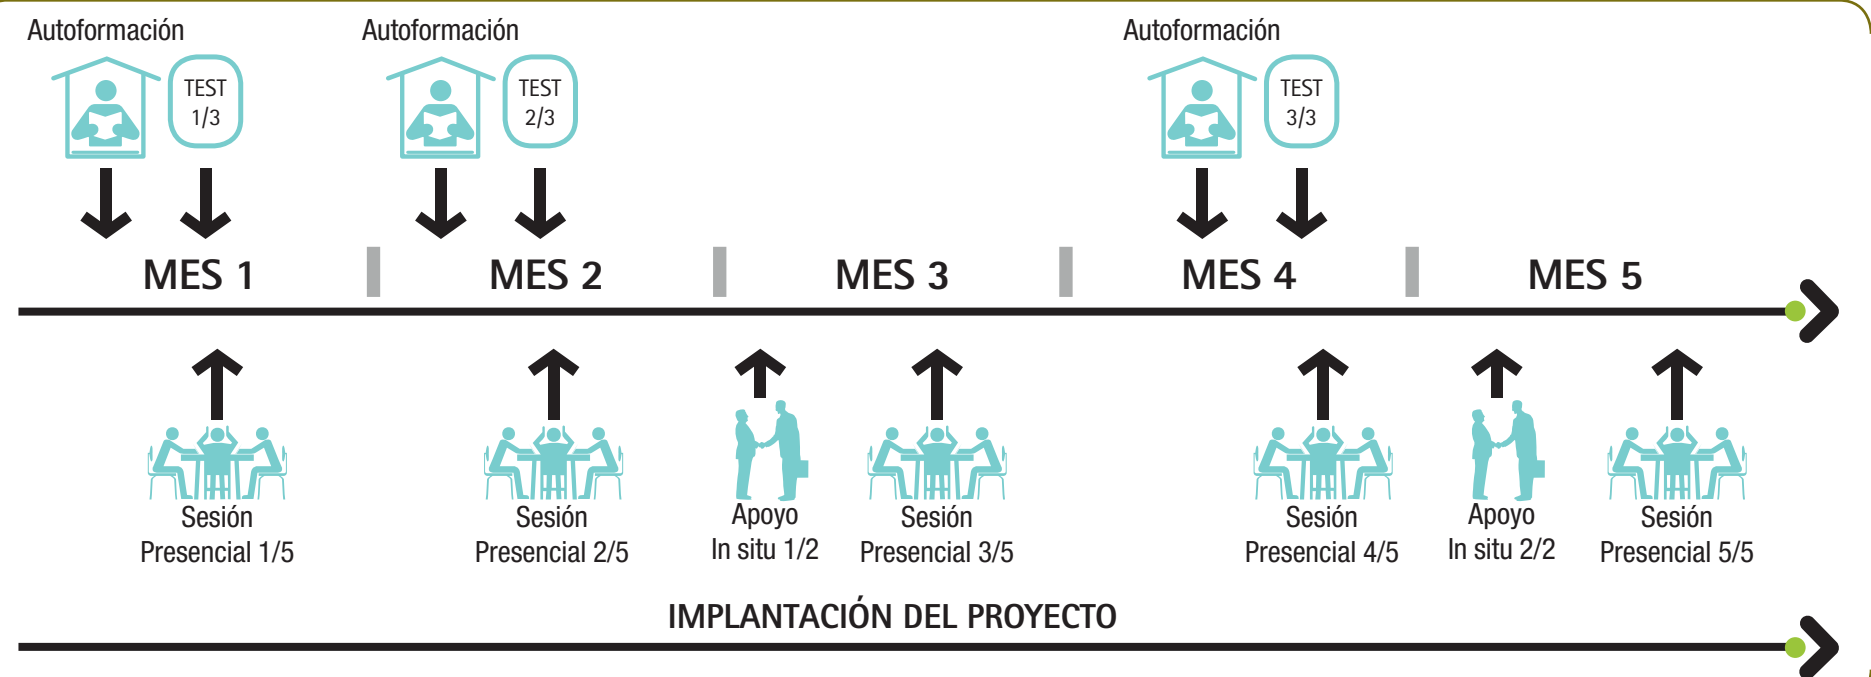 Autoformación
TEST
1/3
Autoformación
TEST
2/3
Autoformación
TEST
3/3
MES 1
MES 2
MES 3
MES 4
MES 5
Sesión
Presencial 1/5
Sesión
Presencial 2/5
Apoyo
In situ 1/2
Sesión
Presencial 3/5
Sesión
Presencial 4/5
Apoyo
In situ 2/2
Sesión
Presencial 5/5
IMPLANTACIÓN DEL PROYECTO